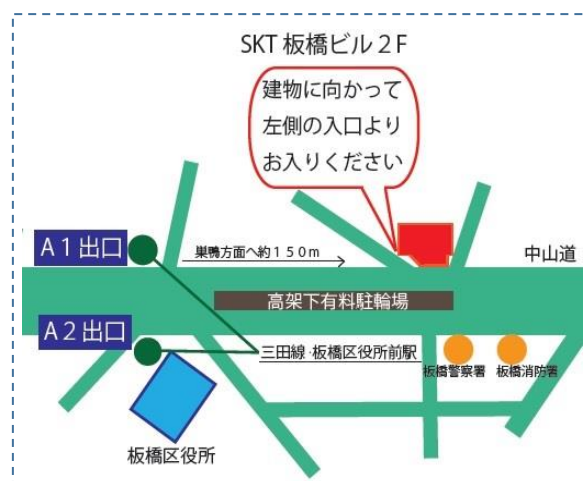 SKT 板橋ビル2F
建物に向かって
左側の入口より
お入りください
A1出口
巣鴨方面へ約150m
中山道
高架下有料駐輪場
A2出口
三田線・板橋区役所前駅
板橋警察署
板橋消防署
板橋区役所